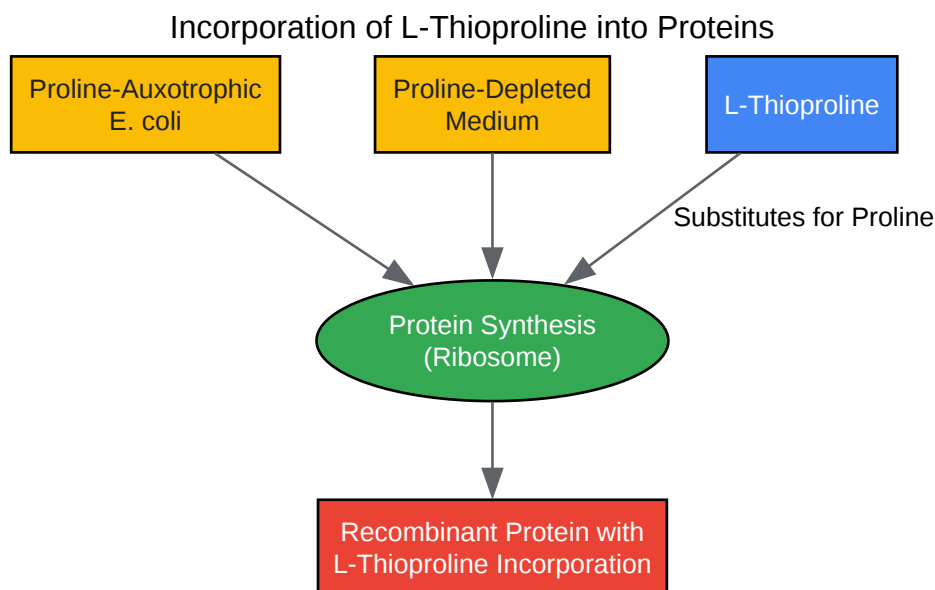 Incorporation of L-Thioproline into Proteins
Proline-Auxotrophic
E. coli
Proline-Depleted
Medium
L-Thioproline
Substitutes for Proline
Protein Synthesis
(Ribosome)
Recombinant Protein with
L-Thioproline Incorporation